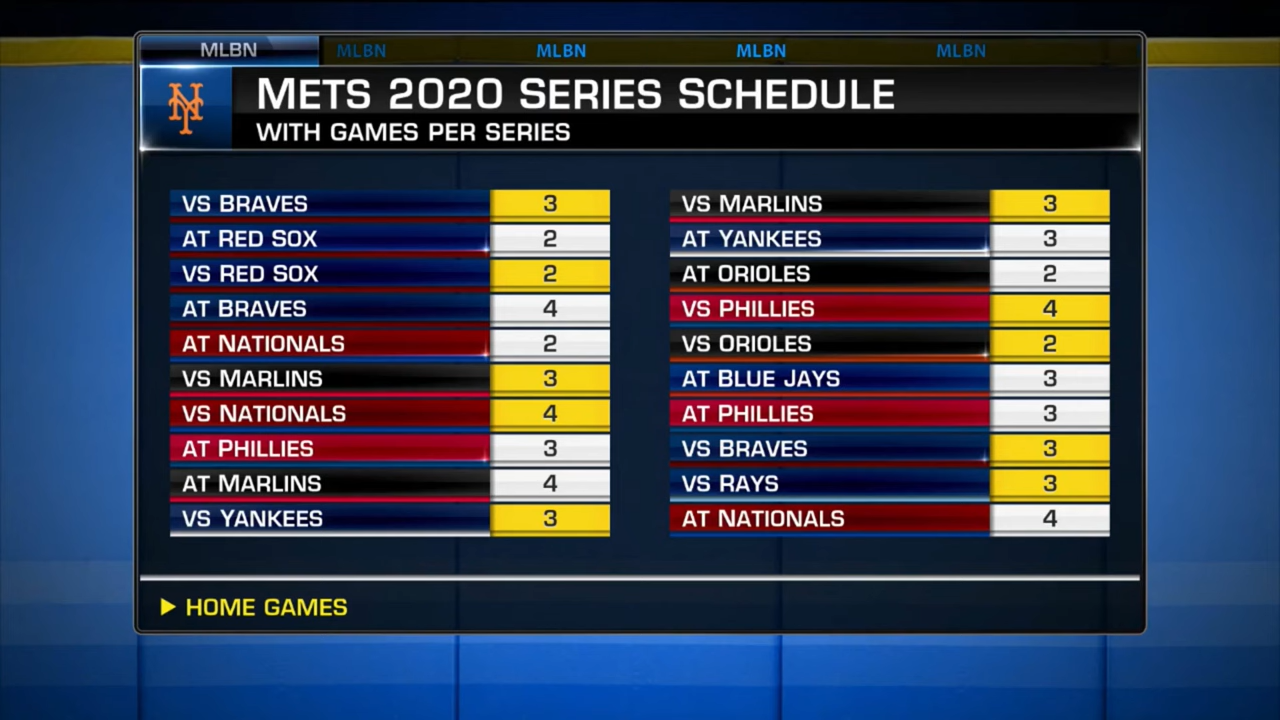 MLBN MLBN MLBN MLBN MLBN
NY
METS 2020 SERIES SCHEDULE
WITH GAMES PER SERIES
VS BRAVES 3
AT RED SOX 2
VS RED SOX 2
AT BRAVES 4
AT NATIONALS 2
VS MARLINS 3
VS NATIONALS 4
AT PHILLIES 3
AT MARLINS 4
VS YANKEES 3
VS MARLINS 3
AT YANKEES 3
AT ORIOLES 2
VS PHILLIES 4
VS ORIOLES 2
AT BLUE JAYS 3
AT PHILLIES 3
VS BRAVES 3
VS RAYS 3
AT NATIONALS 4
HOME GAMES